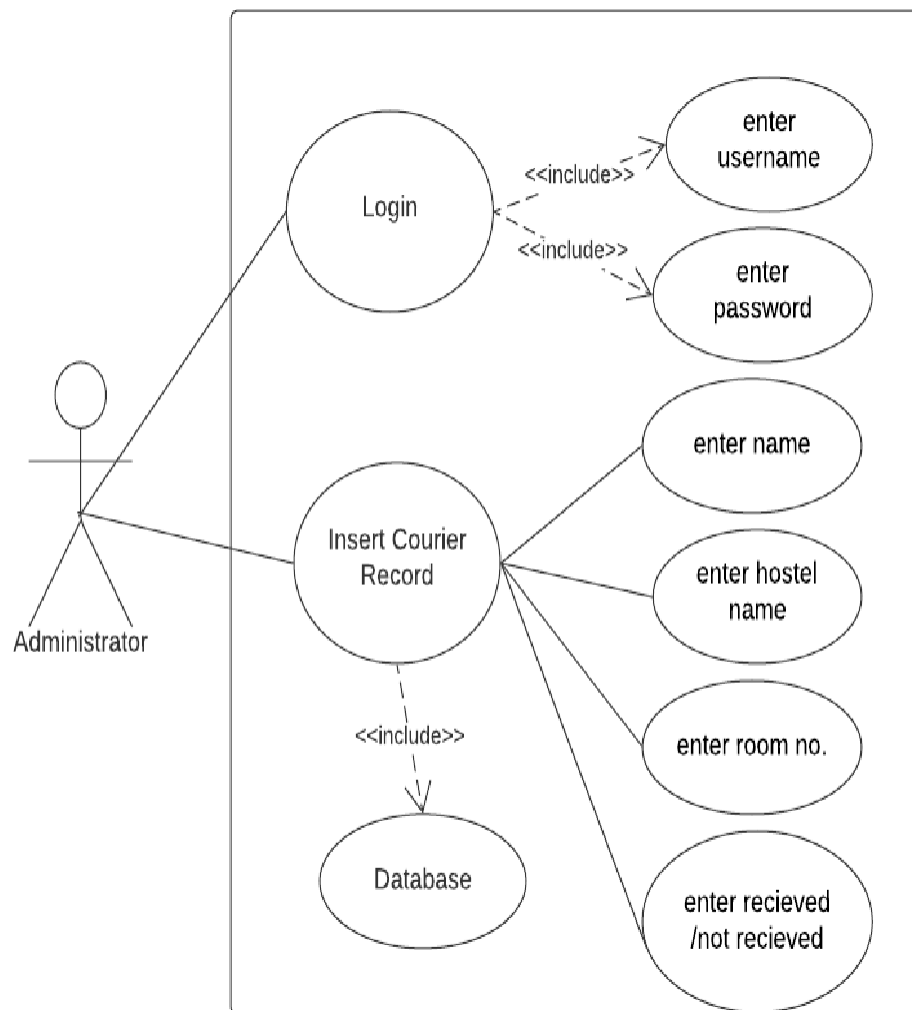 enter
username
<<include>>
Login
<<include>>
enter
password
enter name
Insert Courier
Record
enter hostel
name
Administrator
<<include>>
enter room no.
Database
enter recieved
/not recieved